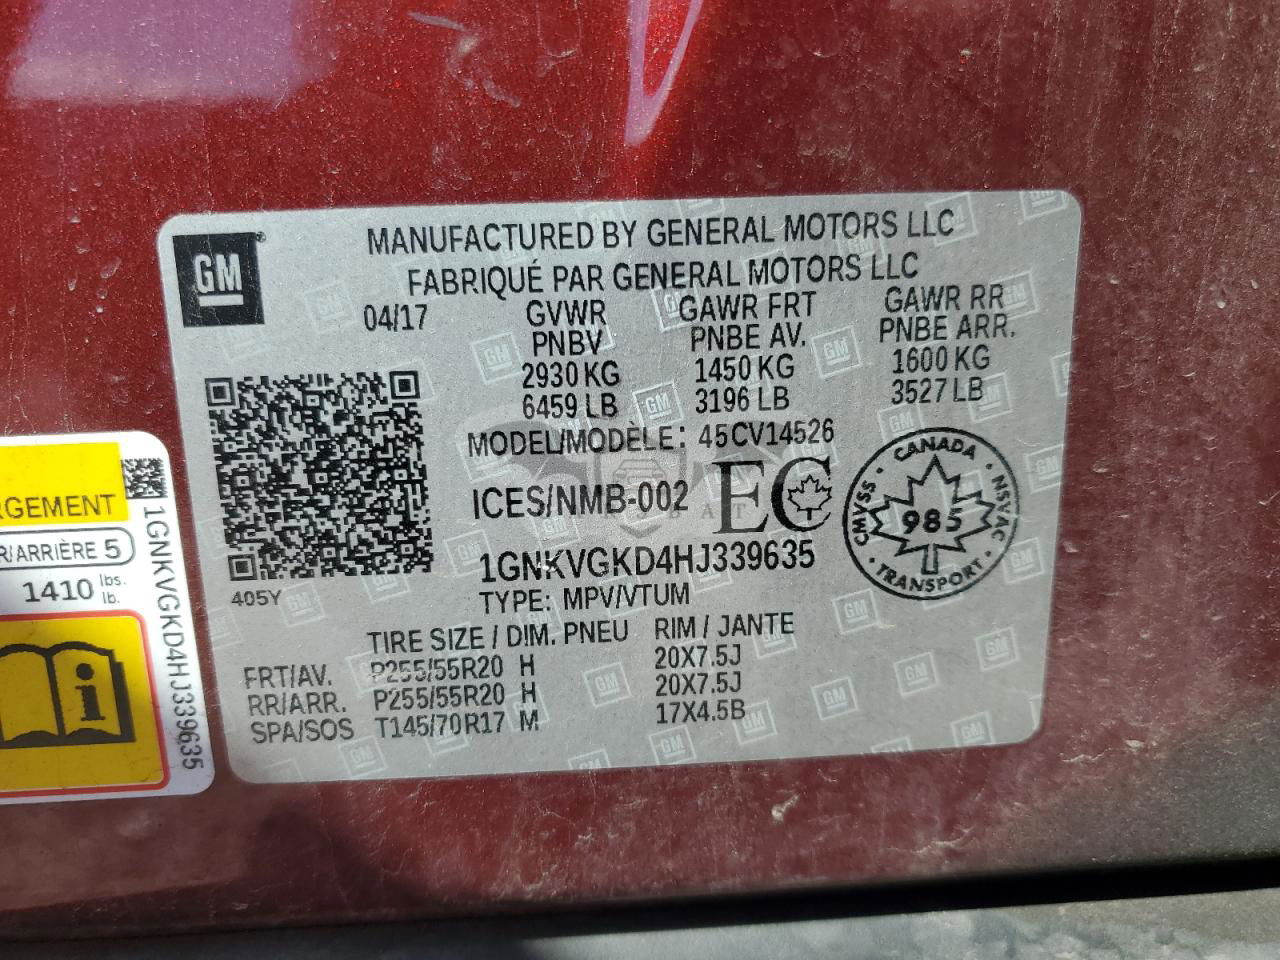 GM
MANUFACTURED BY GENERAL MOTORS LLC
FABRIQUÉ PAR GENERAL MOTORS LLC
04/17 GVWR GAWR FRT GAWR RR
PNBV PNBE AV. PNBE ARR.
2930 KG 1450 KG 1600 KG
6459 LB 3196 LB 3527 LB
MODEL/MODÈLE: 45CV14526
ICES/NMB-002 EC
CANADA
CMVSS 985 NSVAC
TRANSPORT
1GNKVGKD4HJ339635
405Y
TYPE: MPV/VTUM
TIRE SIZE / DIM. PNEU RIM / JANTE
FRT/AV. P255/55R20 H 20X7.5J
RR/ARR. P255/55R20 H 20X7.5J
SPA/SOS T145/70R17 M 17X4.5B
RGEMENT
R/ARRIÈRE 5
1410 lbs.
lb.
1GNKVGKD4HJ339635